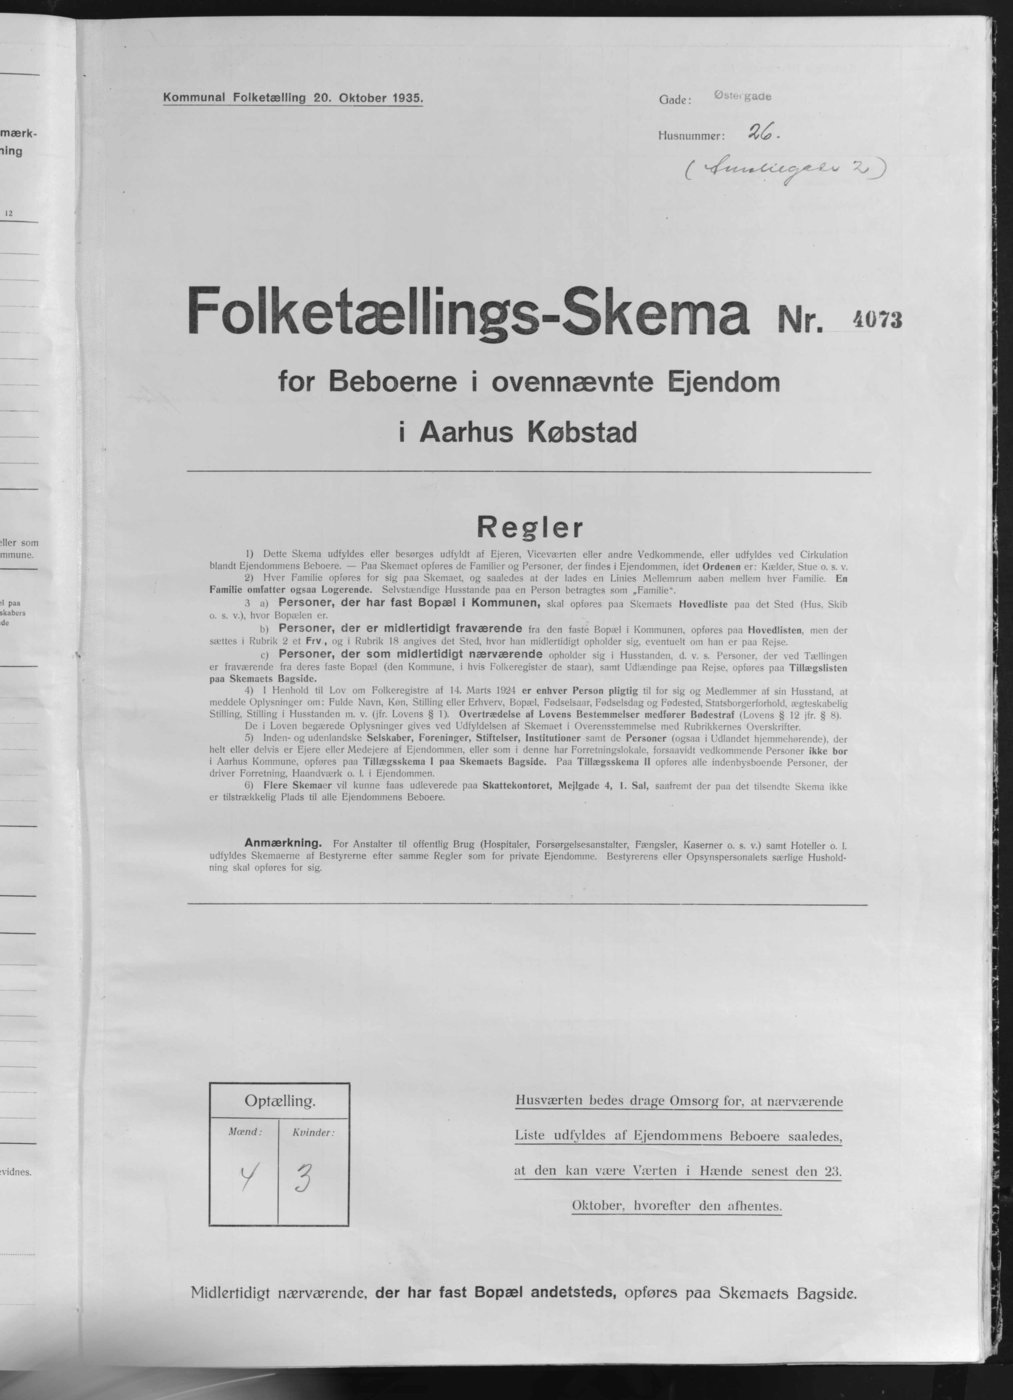 mærk-
ning
12
eller som
mmune.
el paa
skabers
de
vidnes.
Kommunal Folketælling 20. Oktober 1935.
Gade: Østergade
Husnummer: 26.
2)
Folketællings-Skema Nr. 4073
for Beboerne i ovennævnte Ejendom
i Aarhus Købstad
Regler
1) Dette Skema udfyldes eller besørges udfyldt af Ejeren, Viceværten eller andre Vedkommende, eller udfyldes ved Cirkulation
blandt Ejendommens Beboere. — Paa Skemaet opføres de Familier og Personer, der findes i Ejendommen, idet Ordenen er: Kælder, Stue o. s. v.
2) Hver Familie opføres for sig paa Skemaet, og saaledes at der lades en Linies Mellemrum aaben mellem hver Familie. En
Familie omfatter ogsaa Logerende. Selvstændige Husstande paa en Person betragtes som „Familie“.
3 a) Personer, der har fast Bopæl i Kommunen, skal opføres paa Skemaets Hovedliste paa det Sted (Hus, Skib
o. s. v.), hvor Bopælen er.
b) Personer, der er midlertidigt fraværende fra den faste Bopæl i Kommunen, opføres paa Hovedlisten, men der
sættes i Rubrik 2 et Frv., og i Rubrik 18 angives det Sted, hvor han midlertidigt opholder sig, eventuelt om han er paa Rejse.
c) Personer, der som midlertidigt nærværende opholder sig i Husstanden, d. v. s. Personer, der ved Tællingen
er fraværende fra deres faste Bopæl (den Kommune, i hvis Folkeregister de staar), samt Udlændinge paa Rejse, opføres paa Tillægslisten
paa Skemaets Bagside.
4) I Henhold til Lov om Folkeregistre af 14. Marts 1924 er enhver Person pligtig til for sig og Medlemmer af sin Husstand, at
meddele Oplysninger om: Fulde Navn, Køn, Stilling eller Erhverv, Bopæl, Fødselsaar, Fødselsdag og Fødested, Statsborgerforhold, ægteskabelig
Stilling, Stilling i Husstanden m. v. (jfr. Lovens § 1). Overtrædelse af Lovens Bestemmelser medfører Bødestraf (Lovens § 12 jfr. § 8).
De i Loven begærede Oplysninger gives ved Udfyldelsen af Skemaet i Overensstemmelse med Rubrikkernes Overskrifter.
5) Inden- og udenlandske Selskaber, Foreninger, Stiftelser, Institutioner samt de Personer (ogsaa i Udlandet hjemmehørende), der
helt eller delvis er Ejere eller Medejere af Ejendommen, eller som i denne har Forretningslokale, forsaavidt vedkommende Personer ikke bor
i Aarhus Kommune, opføres paa Tillægsskema I paa Skemaets Bagside. Paa Tillægsskema II opføres alle indenbysboende Personer, der
driver Forretning, Haandværk o. l. i Ejendommen.
6) Flere Skemaer vil kunne faas udleverede paa Skattekontoret, Mejlgade 4, 1. Sal, saafremt der paa det tilsendte Skema ikke
er tilstrækkelig Plads til alle Ejendommens Beboere.
Anmærkning. For Anstalter til offentlig Brug (Hospitaler, Forsørgelsesanstalter, Fængsler, Kaserner o. s. v.) samt Hoteller o. l.
udfyldes Skemaerne af Bestyrerne efter samme Regler som for private Ejendomme. Bestyrerens eller Opsynspersonalets særlige Hushold-
ning skal opføres for sig.
Optælling.
Mænd: Kvinder:
4 3
Husværten bedes drage Omsorg for, at nærværende
Liste udfyldes af Ejendommens Beboere saaledes,
at den kan være Værten i Hænde senest den 23.
Oktober, hvorefter den afhentes.
Midlertidigt nærværende, der har fast Bopæl andetsteds, opføres paa Skemaets Bagside.